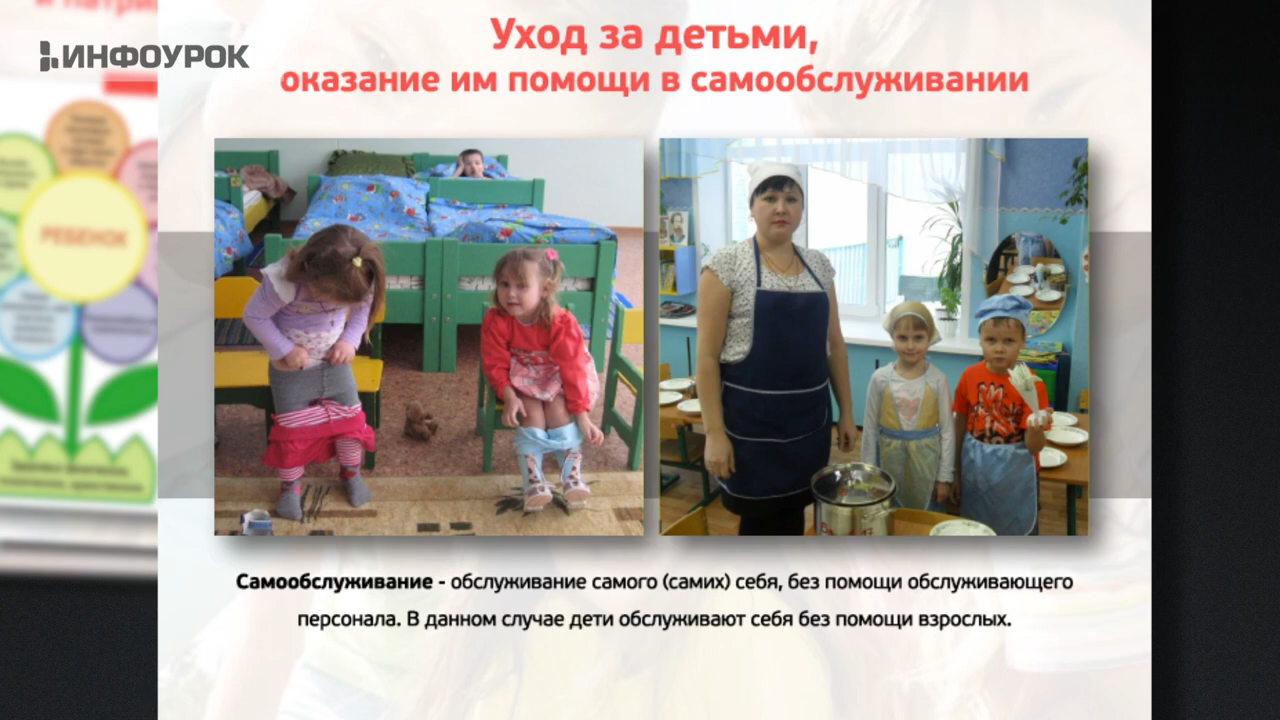 ИНФОУРОК
Уход за детьми,
оказание им помощи в самообслуживании
РЕБЕНОК
Самообслуживание - обслуживание самого (самих) себя, без помощи обслуживающего
персонала. В данном случае дети обслуживают себя без помощи взрослых.